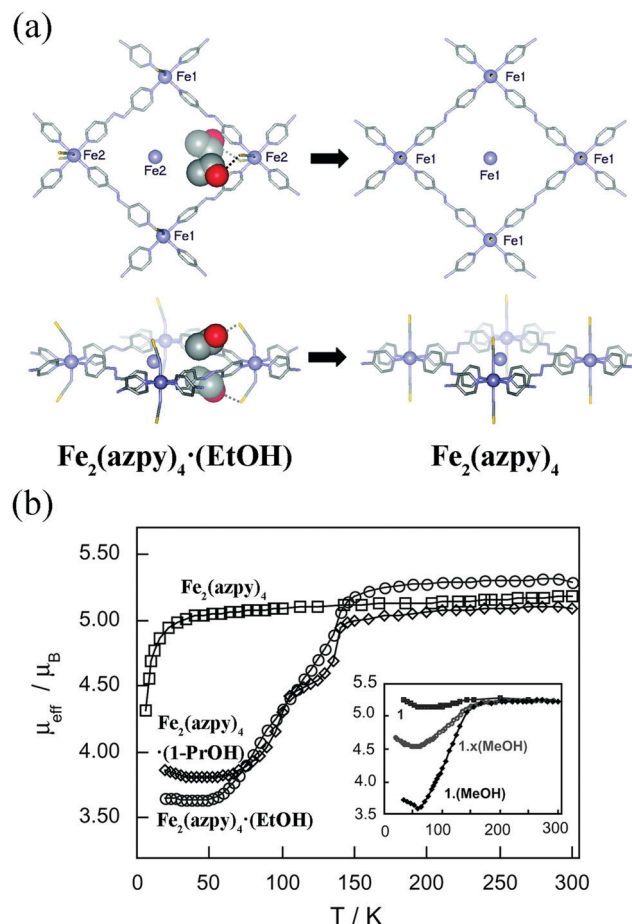 (a)
Fe1
Fe2
Fe2
Fe2
Fe1
Fe1
Fe1
Fe1
Fe1
Fe1
Fe2(azpy)4·(EtOH)
Fe2(azpy)4
(b)
5.50
5.00
4.50
4.00
3.50
μeff / μB
Fe2(azpy)4
Fe2(azpy)4
·(1-PrOH)
Fe2(azpy)4·(EtOH)
5.5
5.0
4.5
4.0
3.5
1
1.x(MeOH)
1.(MeOH)
0 50 100 150 200 250 300
0 50 100 150 200 250 300
T / K